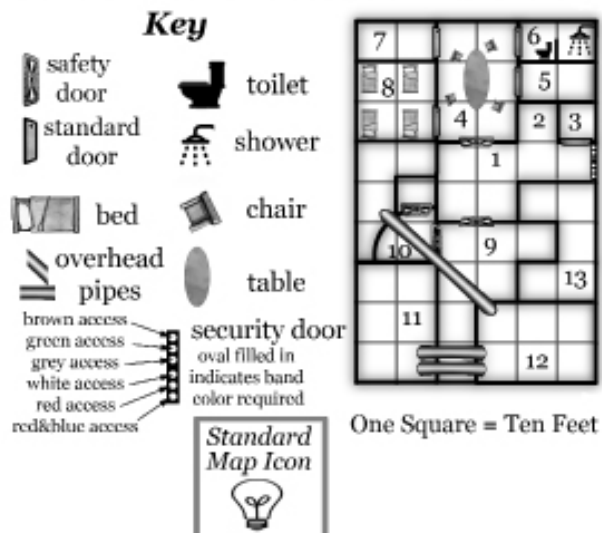 Key
safety
door
toilet
standard
door
shower
bed
chair
overhead
pipes
table
brown access
green access
grey access
white access
red access
red&blue access
security door
oval filled in
indicates band
color required
Standard
Map Icon
7
6
8
5
4
2
3
1
10
9
13
11
12
One Square = Ten Feet